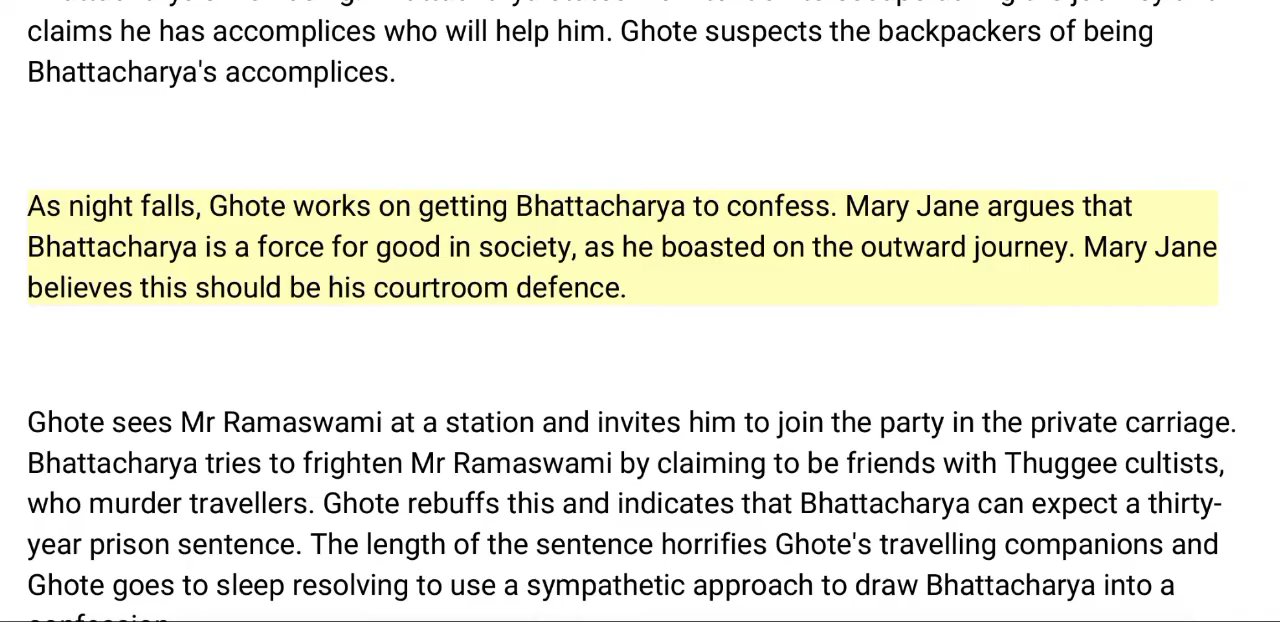 claims he has accomplices who will help him. Ghote suspects the backpackers of being
Bhattacharya's accomplices.
As night falls, Ghote works on getting Bhattacharya to confess. Mary Jane argues that
Bhattacharya is a force for good in society, as he boasted on the outward journey. Mary Jane
believes this should be his courtroom defence.
Ghote sees Mr Ramaswami at a station and invites him to join the party in the private carriage.
Bhattacharya tries to frighten Mr Ramaswami by claiming to be friends with Thuggee cultists,
who murder travellers. Ghote rebuffs this and indicates that Bhattacharya can expect a thirty-
year prison sentence. The length of the sentence horrifies Ghote's travelling companions and
Ghote goes to sleep resolving to use a sympathetic approach to draw Bhattacharya into a